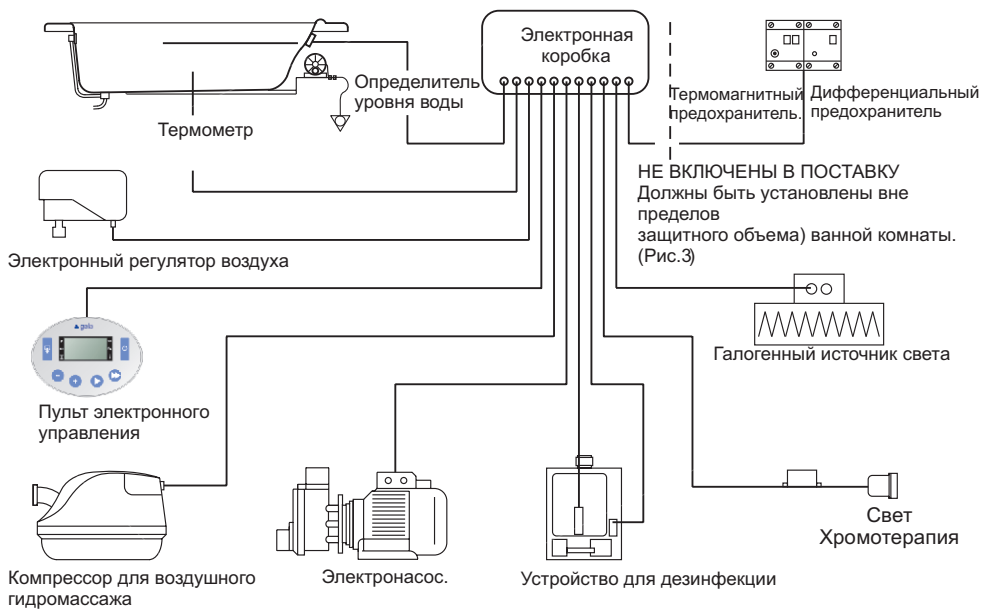 Электронная
коробка
Определитель
уровня воды
Термометр
Термомагнитный
предохранитель.
Дифференциальный
предохранитель
НЕ ВКЛЮЧЕНЫ В ПОСТАВКУ
Должны быть установлены вне
пределов
защитного объема) ванной комнаты.
(Рис.3)
Электронный регулятор воздуха
gala
Пульт электронного
управления
Галогенный источник света
Свет
Хромотерапия
Компрессор для воздушного
гидромассажа
Электронасос.
Устройство для дезинфекции